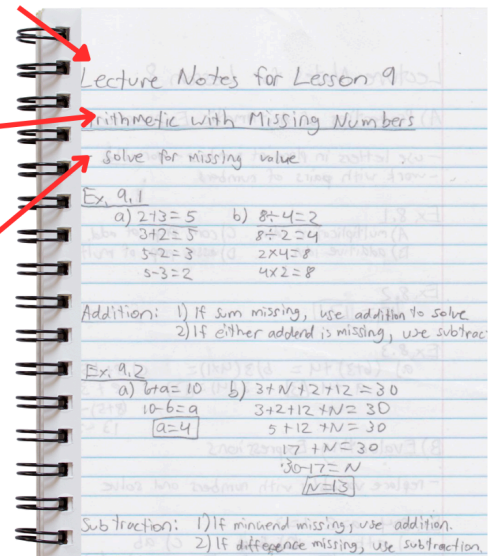 Lecture Notes for Lesson 9
Arithmetic with Missing Numbers
- solve for missing value
Ex. 9.1
a) 2+3=5 b) 8÷4=2
3+2=5 8÷2=4
5-2=3 2×4=8
5-3=2 4×2=8
Addition: 1) If sum missing, use addition to solve
2) If either addend is missing, use subtrac
Ex. 9.2
a) 6+a=10 b) 3+N+2+12=30
10-6=a 3+2+12+N=30
a=4 5+12+N=30
17+N=30
30-17=N
N=13
Subtraction: 1) If minuend missing, use addition.
2) If difference missing, use subtraction.